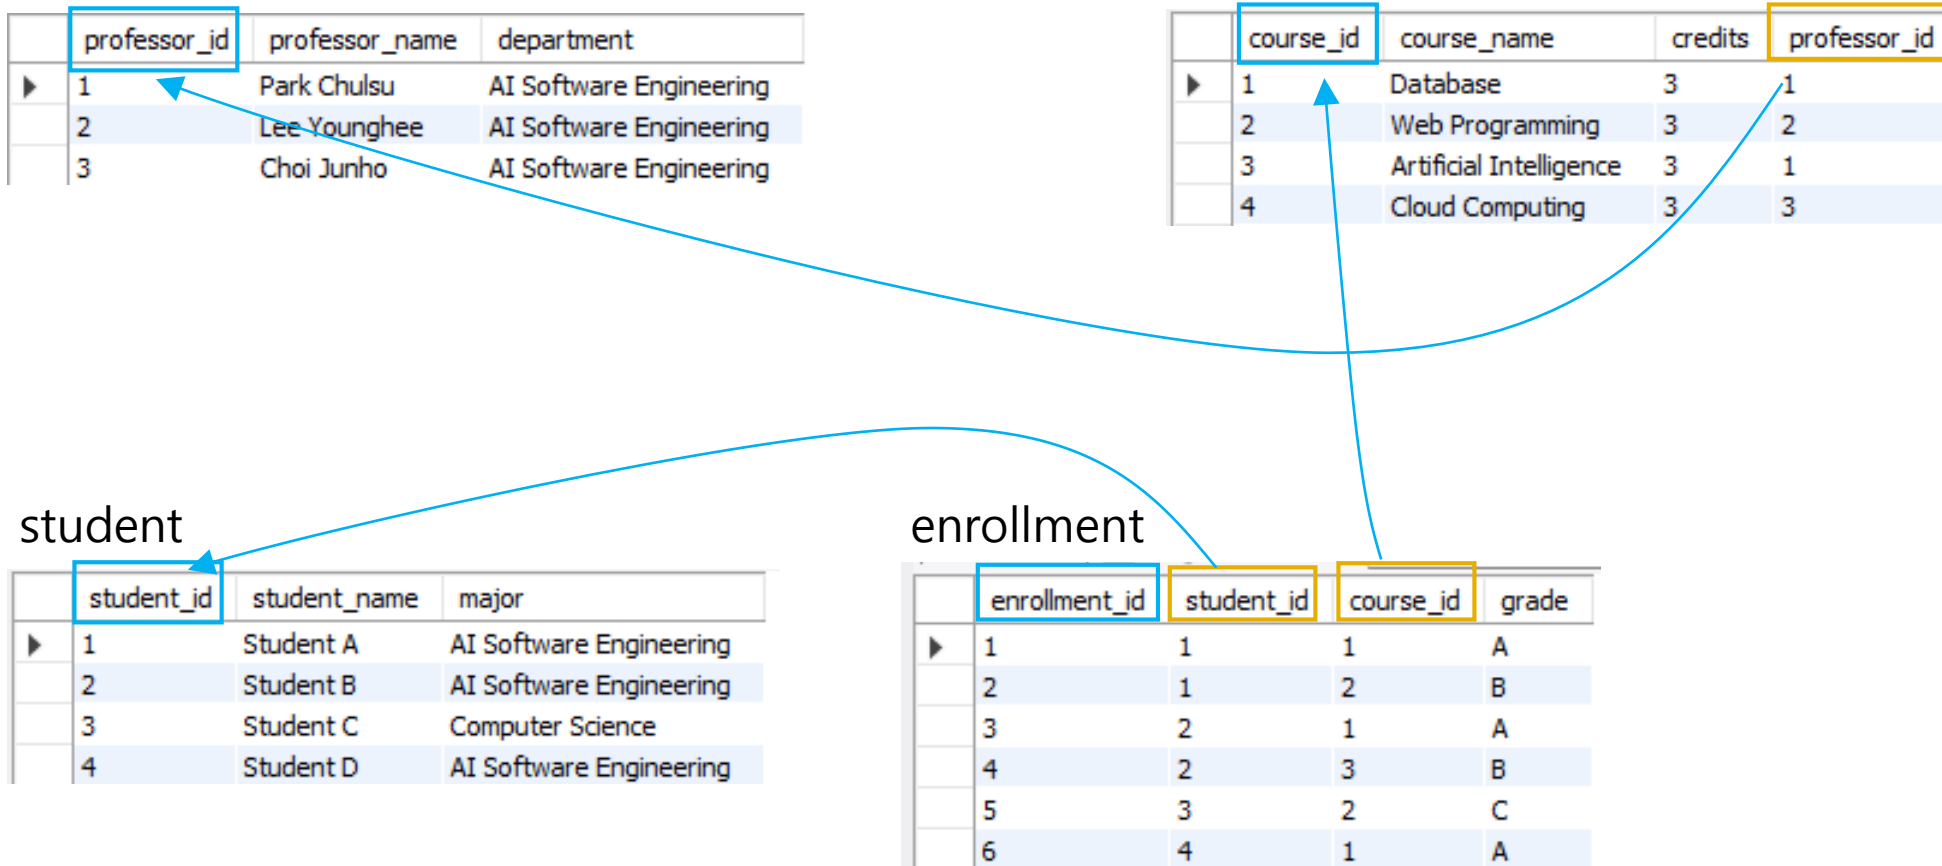 professor_id professor_name department
1 Park Chulsu AI Software Engineering
2 Lee Younghee AI Software Engineering
3 Choi Junho AI Software Engineering
course_id course_name credits professor_id
1 Database 3 1
2 Web Programming 3 2
3 Artificial Intelligence 3 1
4 Cloud Computing 3 3
student
student_id student_name major
1 Student A AI Software Engineering
2 Student B AI Software Engineering
3 Student C Computer Science
4 Student D AI Software Engineering
enrollment
enrollment_id student_id course_id grade
1 1 1 A
2 1 2 B
3 2 1 A
4 2 3 B
5 3 2 C
6 4 1 A